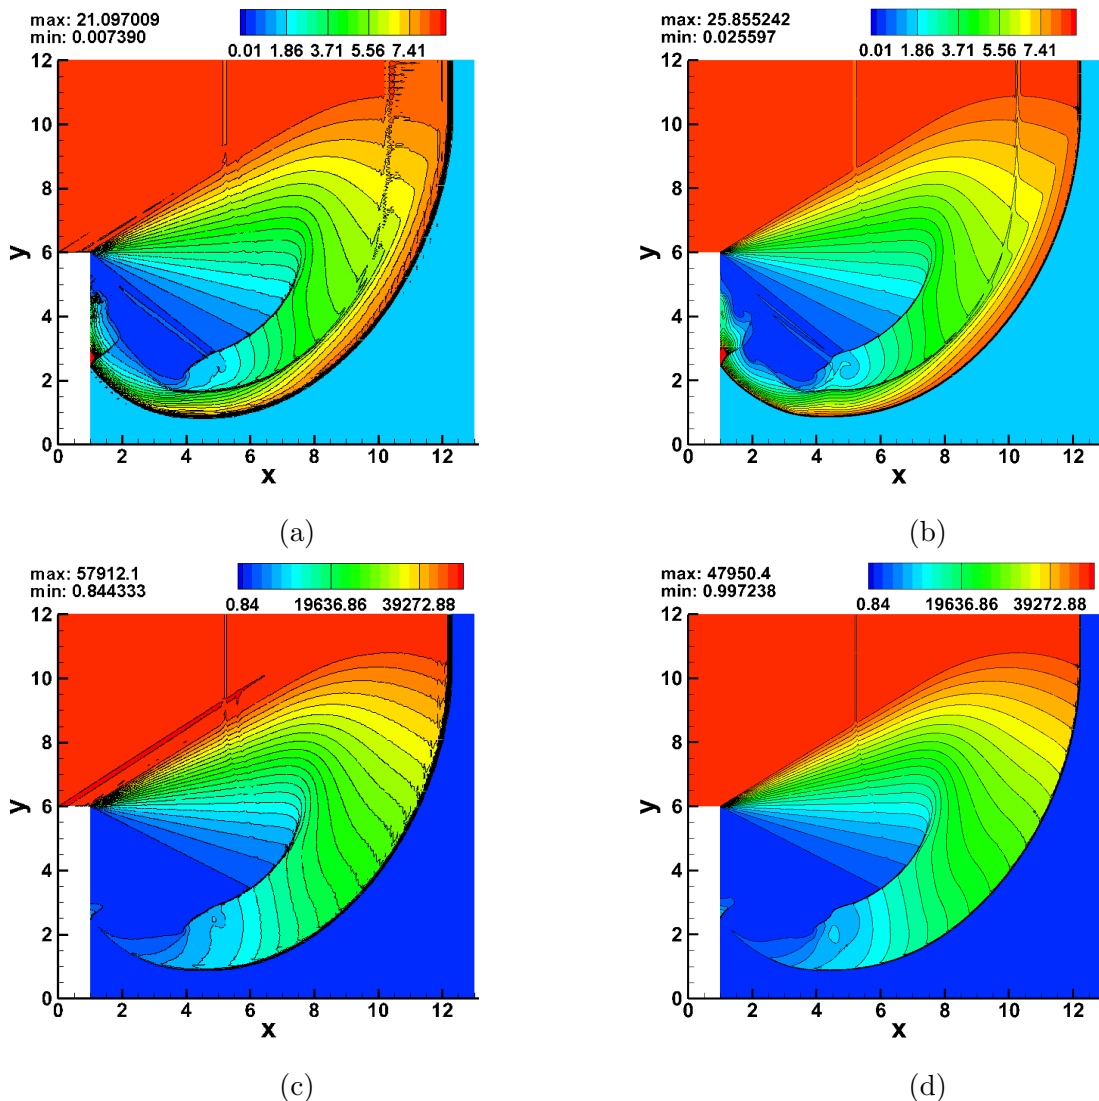 max: 21.097009
min: 0.007390
0.01 1.86 3.71 5.56 7.41
12
10
8
6
4
2
0
y
0 2 4 6 8 10 12
x
(a)
max: 25.855242
min: 0.025597
0.01 1.86 3.71 5.56 7.41
12
10
8
6
4
2
0
y
0 2 4 6 8 10 12
x
(b)
max: 57912.1
min: 0.844333
0.84 19636.86 39272.88
12
10
8
6
4
2
0
y
0 2 4 6 8 10 12
x
(c)
max: 47950.4
min: 0.997238
0.84 19636.86 39272.88
12
10
8
6
4
2
0
y
0 2 4 6 8 10 12
x
(d)